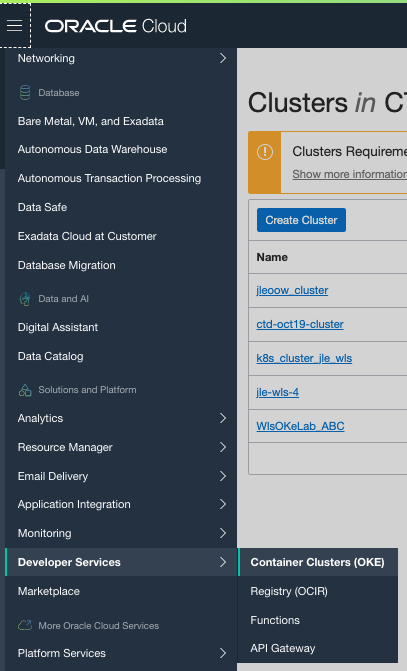 ORACLE Cloud
Networking
Database
Bare Metal, VM, and Exadata
Autonomous Data Warehouse
Autonomous Transaction Processing
Data Safe
Exadata Cloud at Customer
Database Migration
Data and AI
Digital Assistant
Data Catalog
Solutions and Platform
Analytics
Resource Manager
Email Delivery
Application Integration
Monitoring
Developer Services
Marketplace
More Oracle Cloud Services
Platform Services
Clusters in CT
Clusters Requireme
Show more information
Create Cluster
Name
jleoow_cluster
ctd-oct19-cluster
k8s_cluster_jle_wls
jle-wls-4
WlsOKeLab_ABC
Container Clusters (OKE)
Registry (OCIR)
Functions
API Gateway